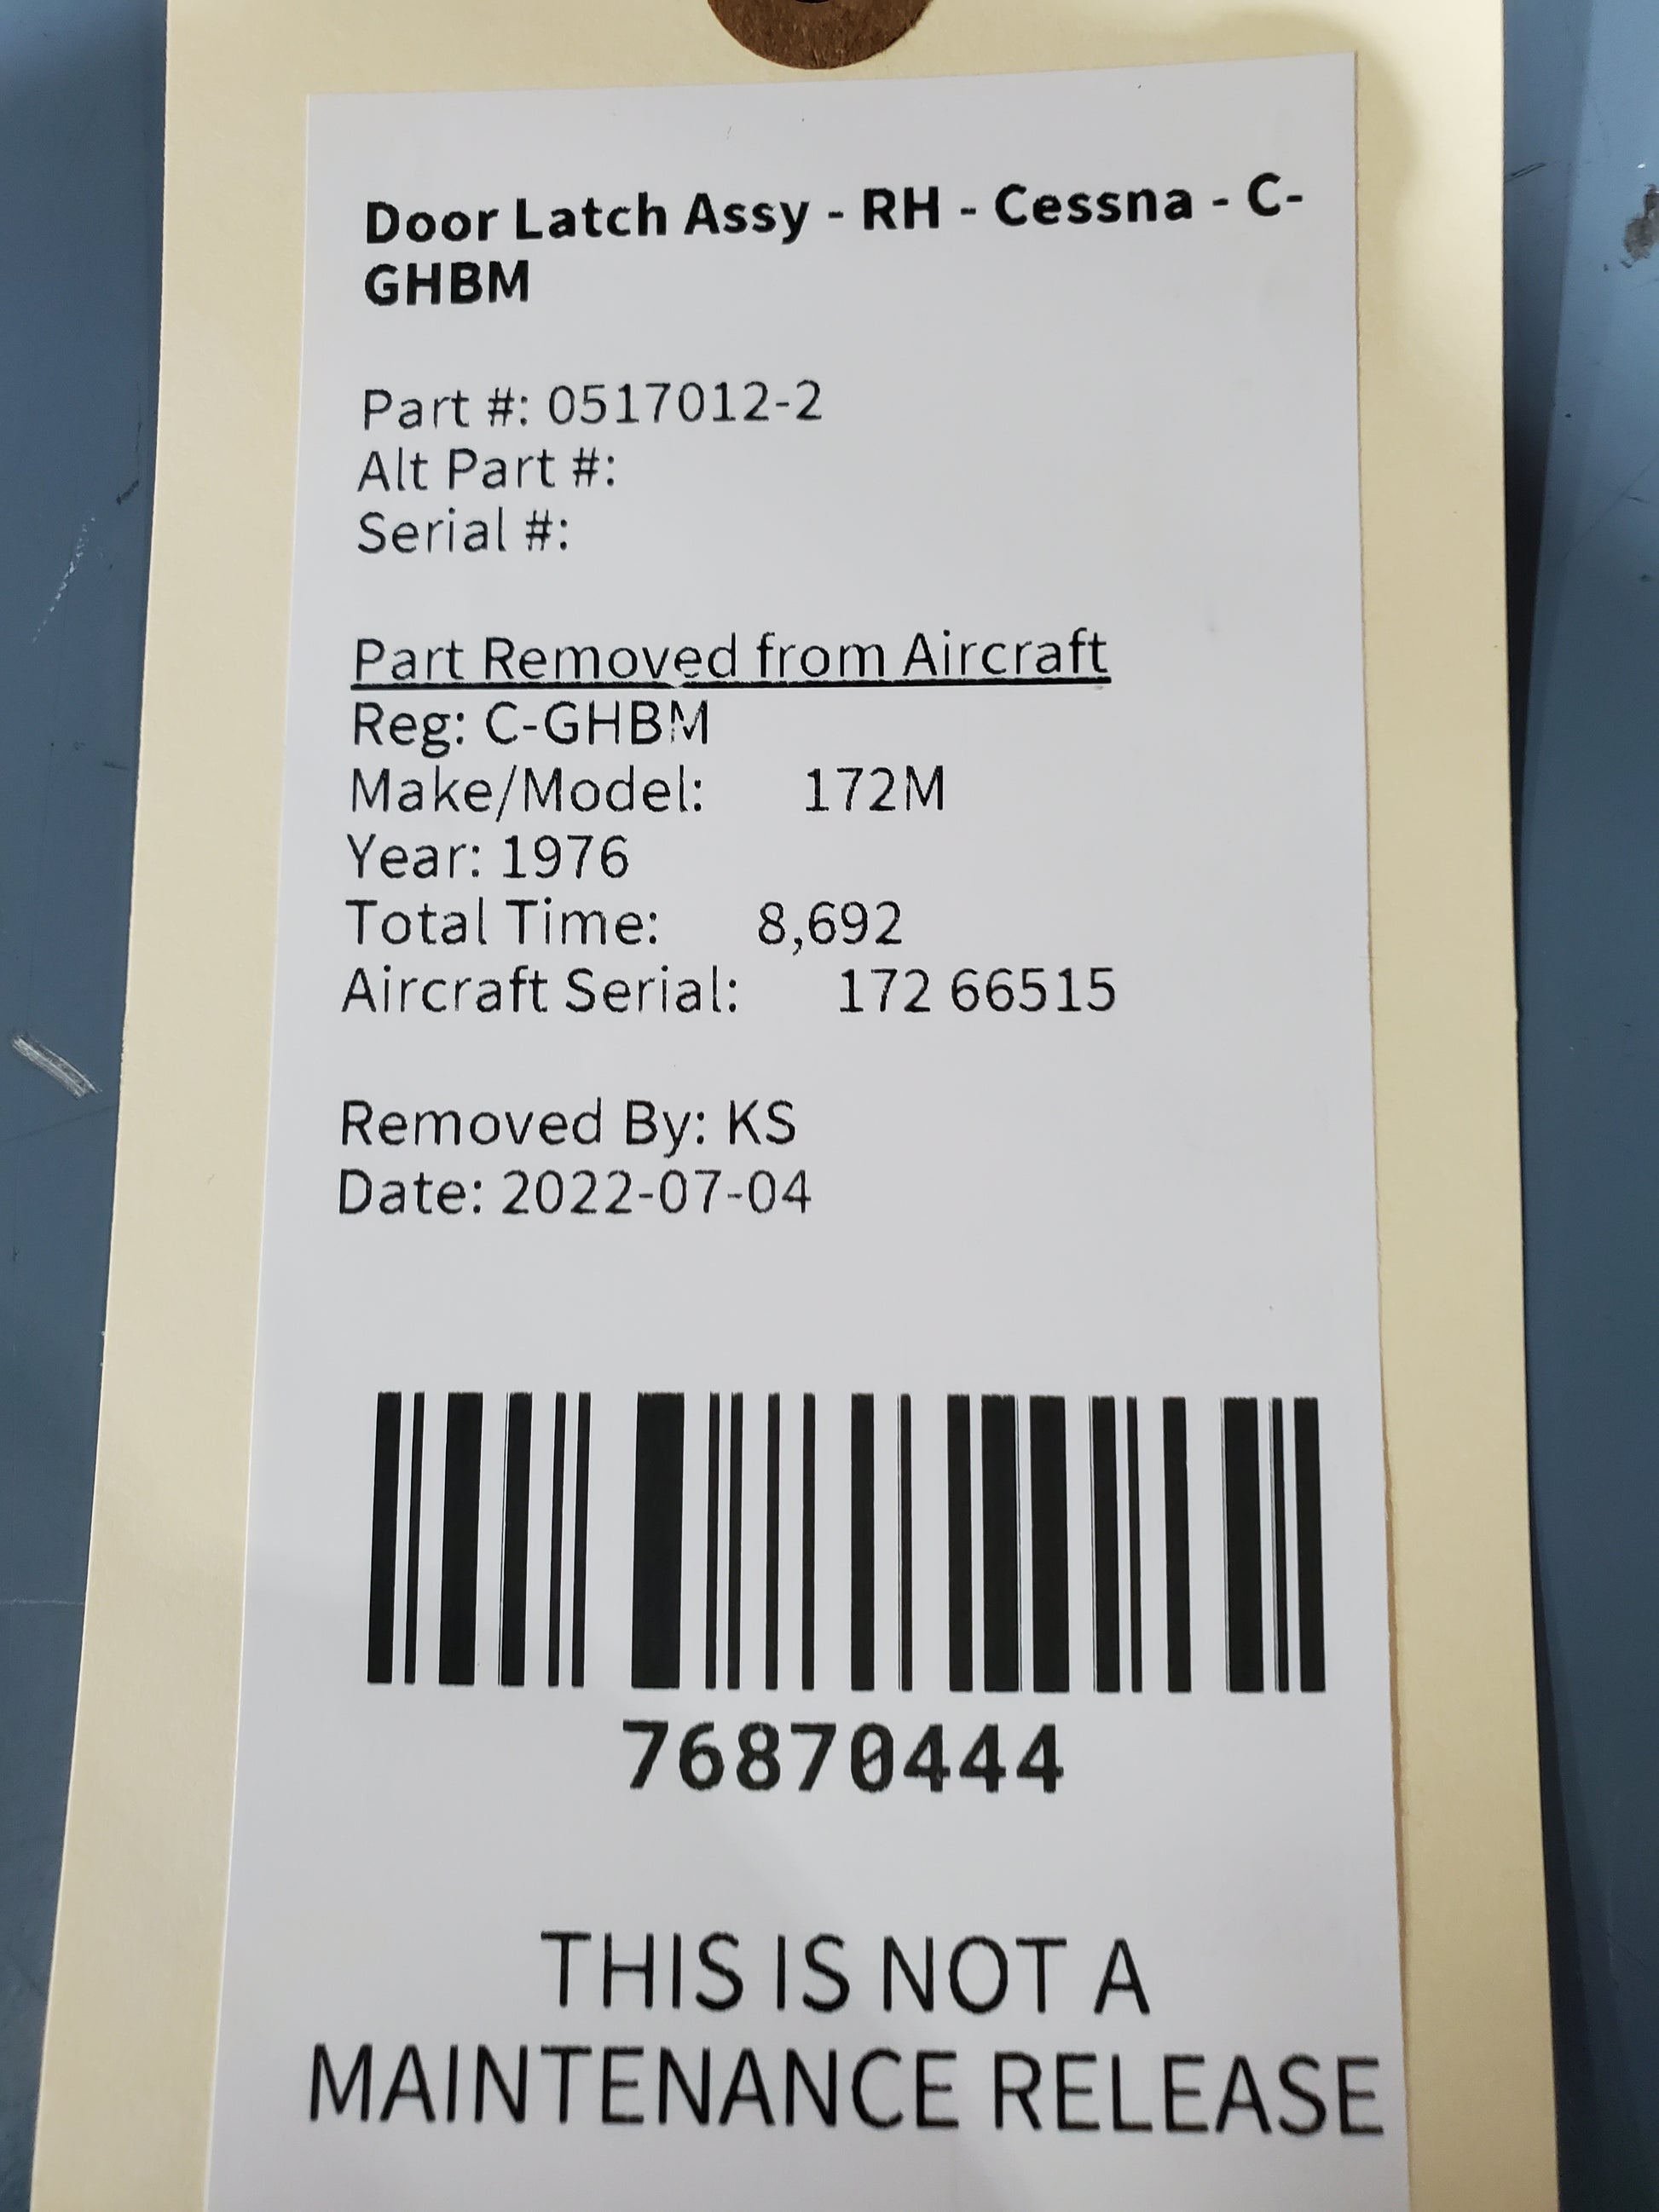 Door Latch Assy - RH - Cessna - C-
GHBM
Part #: 0517012-2
Alt Part #:
Serial #:
Part Removed from Aircraft
Reg: C-GHBM
Make/Model: 172M
Year: 1976
Total Time: 8,692
Aircraft Serial: 172 66515
Removed By: KS
Date: 2022-07-04
76870444
THIS IS NOT A
MAINTENANCE RELEASE